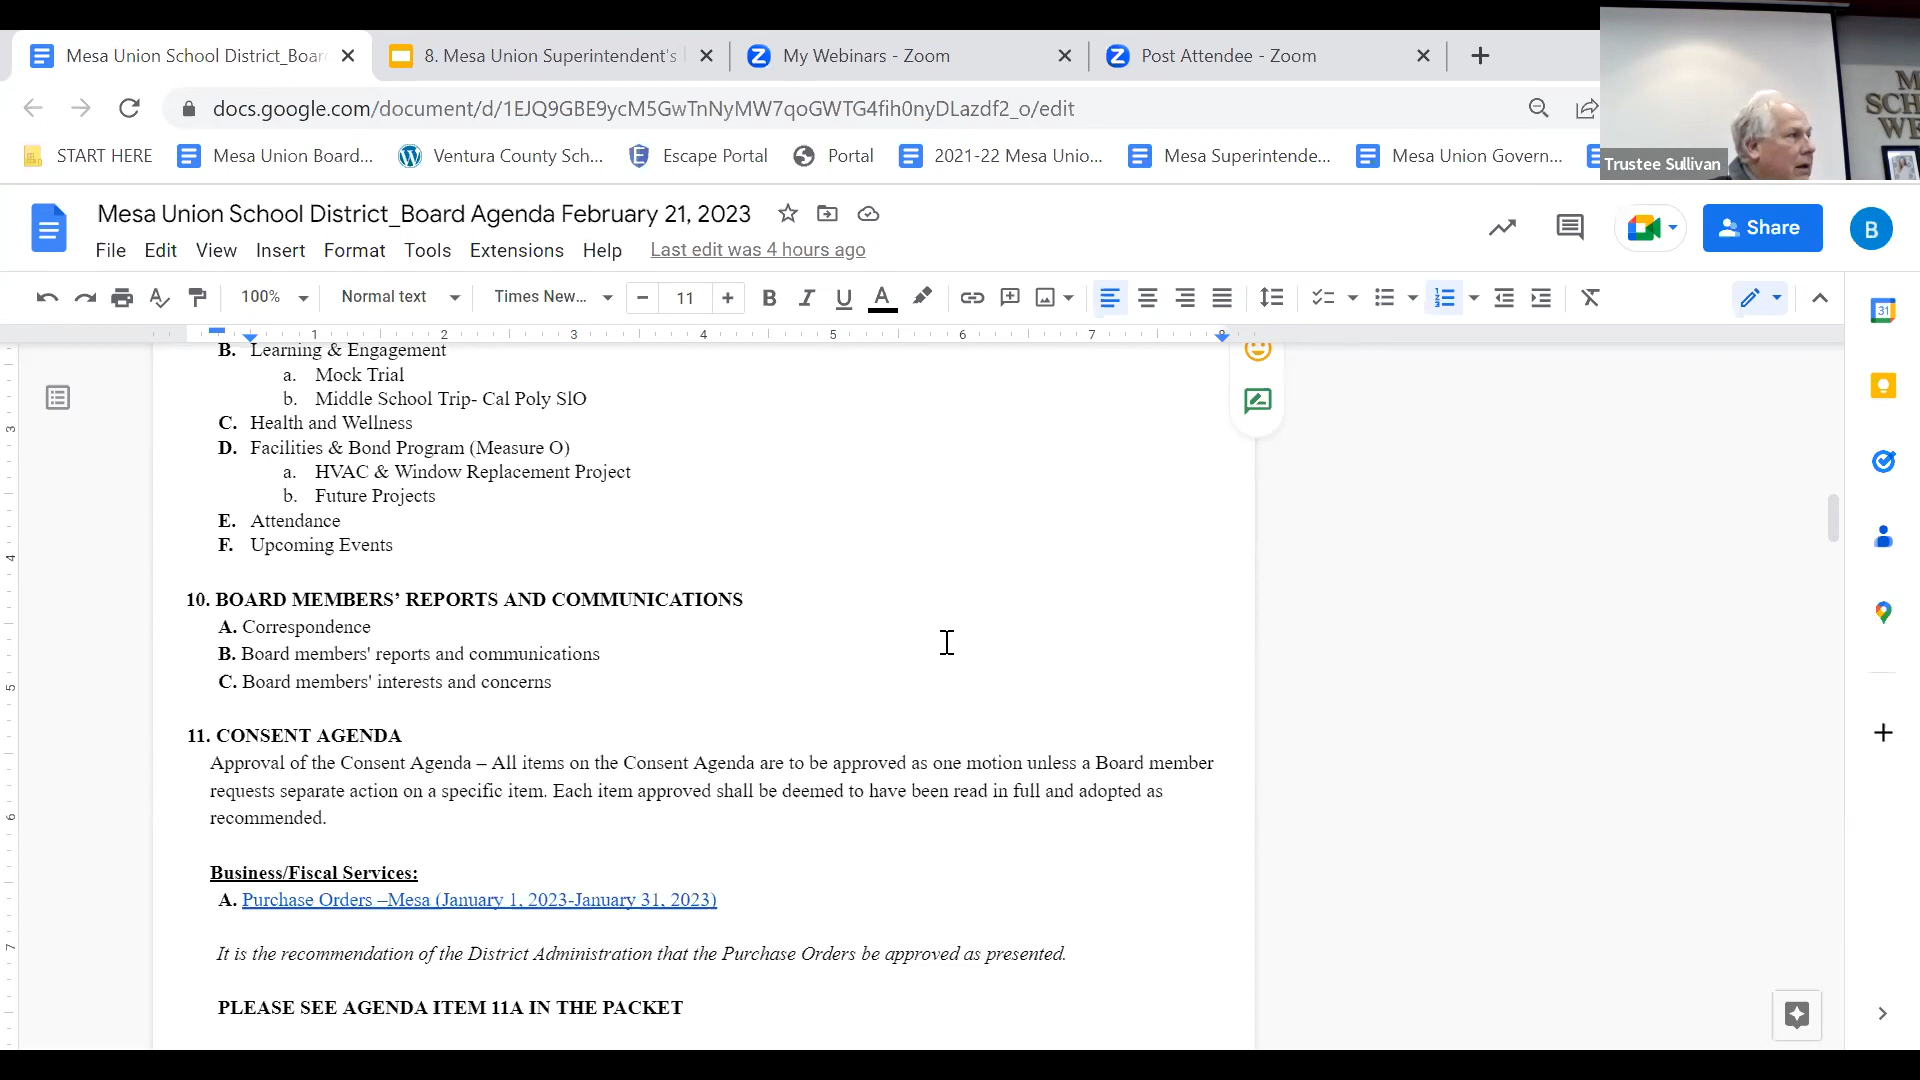 Mesa Union School District_Boar
8. Mesa Union Superintendent's
My Webinars - Zoom
Post Attendee - Zoom
docs.google.com/document/d/1EJQ9GBE9ycM5GwTnNyMW7qoGWTG4fih0nyDLazdf2_o/edit
START HERE
Mesa Union Board...
Ventura County Sch...
Escape Portal
Portal
2021-22 Mesa Unio...
Mesa Superintende...
Mesa Union Govern...
Trustee Sullivan
Mesa Union School District_Board Agenda February 21, 2023
File Edit View Insert Format Tools Extensions Help Last edit was 4 hours ago
Share
B
100% Normal text Times New... 11
1 2 3 4 5 6 7 8
B. Learning & Engagement
a. Mock Trial
b. Middle School Trip- Cal Poly SlO
C. Health and Wellness
D. Facilities & Bond Program (Measure O)
a. HVAC & Window Replacement Project
b. Future Projects
E. Attendance
F. Upcoming Events
10. BOARD MEMBERS’ REPORTS AND COMMUNICATIONS
A. Correspondence
B. Board members' reports and communications
C. Board members' interests and concerns
11. CONSENT AGENDA
Approval of the Consent Agenda – All items on the Consent Agenda are to be approved as one motion unless a Board member
requests separate action on a specific item. Each item approved shall be deemed to have been read in full and adopted as
recommended.
Business/Fiscal Services:
A. Purchase Orders –Mesa (January 1, 2023-January 31, 2023)
It is the recommendation of the District Administration that the Purchase Orders be approved as presented.
PLEASE SEE AGENDA ITEM 11A IN THE PACKET